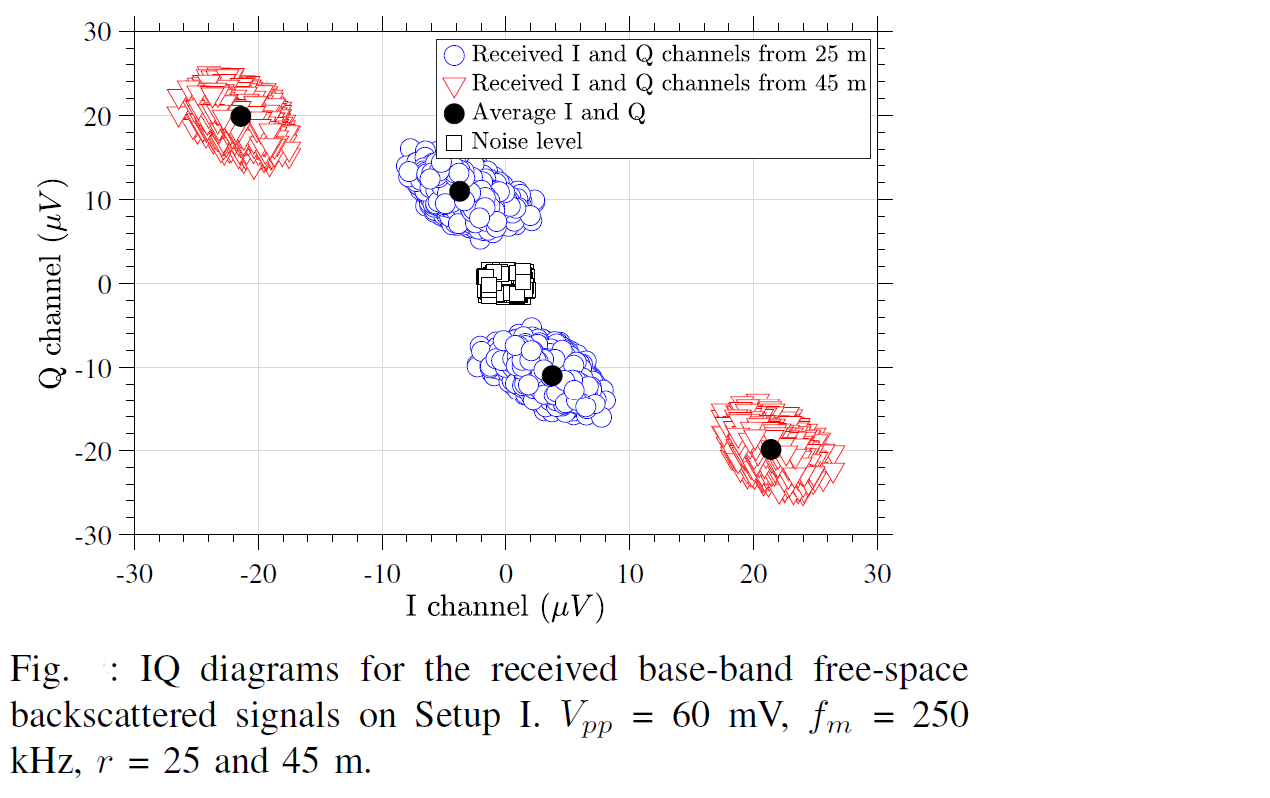 30
20
10
0
-10
-20
-30
-30 -20 -10 0 10 20 30
Q channel (μV)
I channel (μV)
Received I and Q channels from 25 m
Received I and Q channels from 45 m
Average I and Q
Noise level
Fig. : IQ diagrams for the received base-band free-space
backscattered signals on Setup I. Vpp = 60 mV, fm = 250
kHz, r = 25 and 45 m.